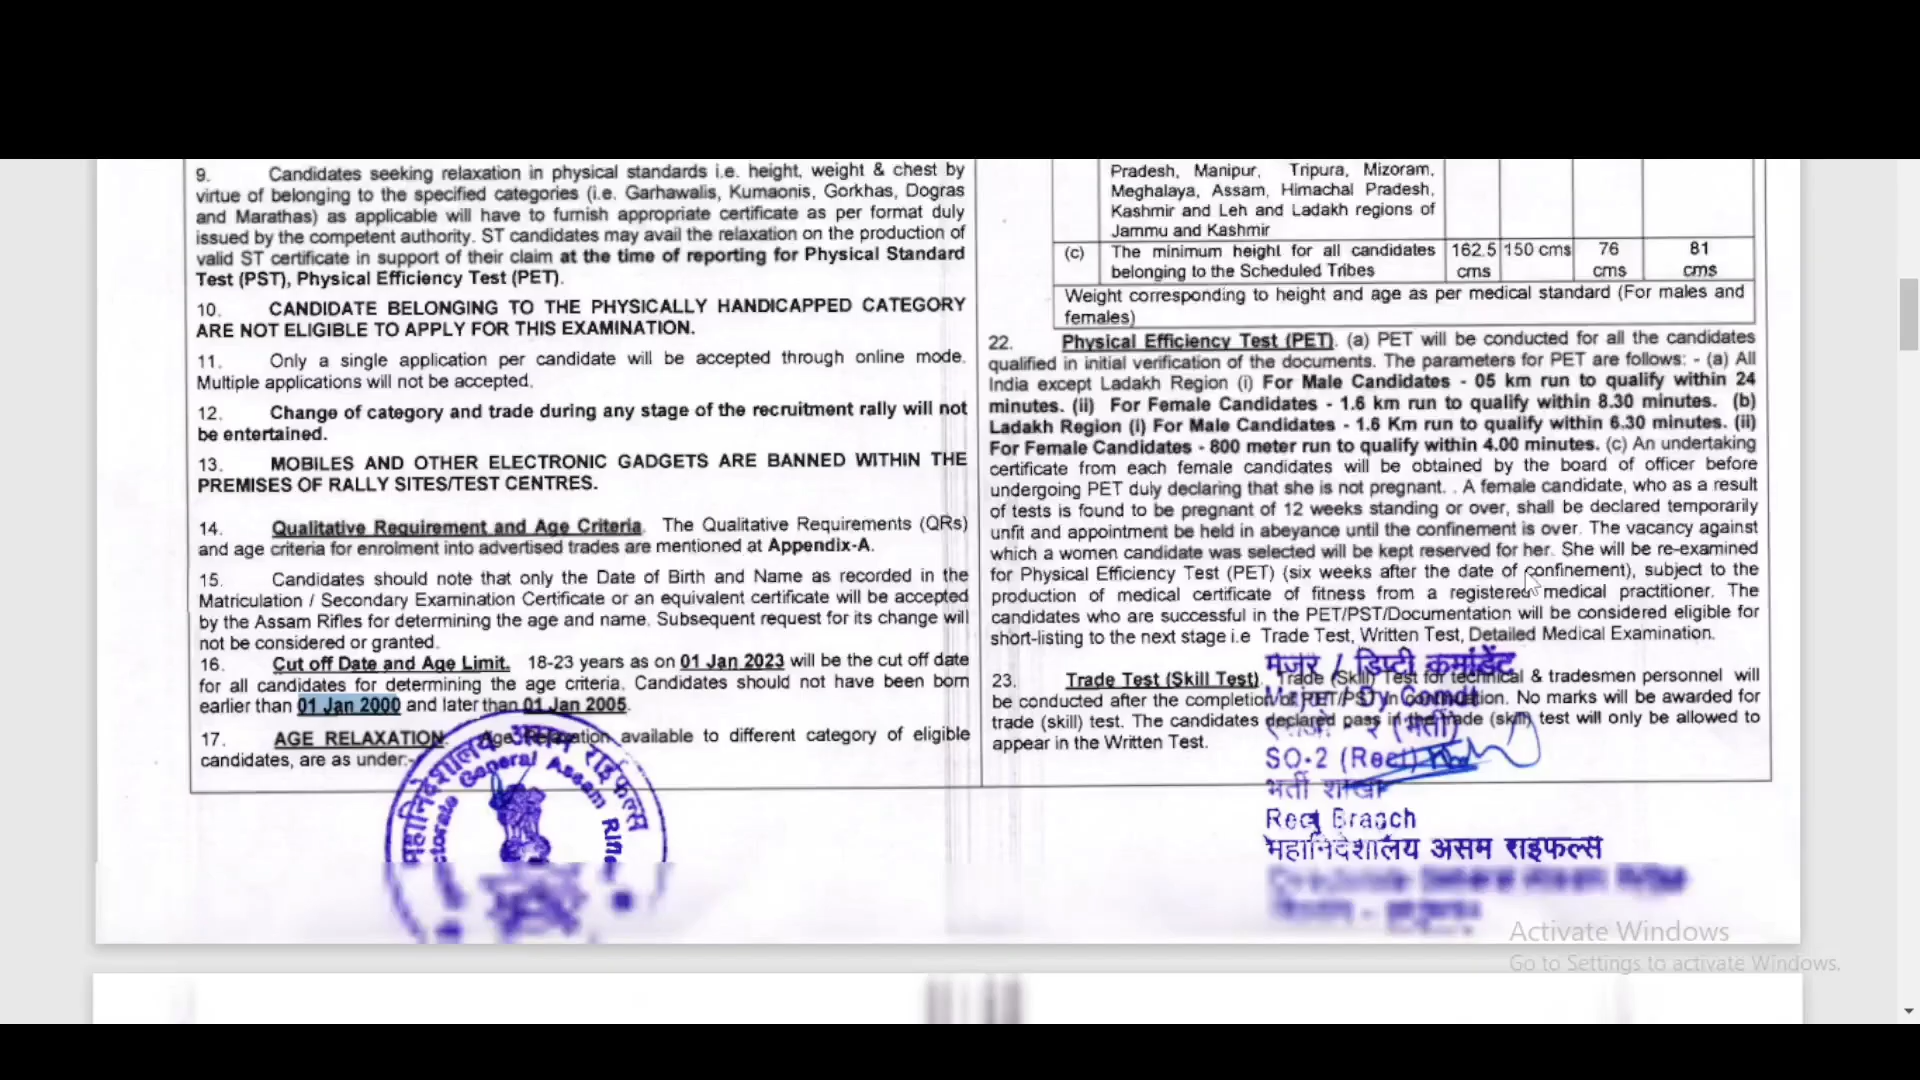 9. Candidates seeking relaxation in physical standards i.e. height, weight & chest by
virtue of belonging to the specified categories (i.e. Garhawalis, Kumaonis, Gorkhas, Dogras
and Marathas) as applicable will have to furnish appropriate certificate as per format duly
issued by the competent authority. ST candidates may avail the relaxation on the production of
valid ST certificate in support of their claim at the time of reporting for Physical Standard
Test (PST), Physical Efficiency Test (PET).
10. CANDIDATE BELONGING TO THE PHYSICALLY HANDICAPPED CATEGORY
ARE NOT ELIGIBLE TO APPLY FOR THIS EXAMINATION.
11. Only a single application per candidate will be accepted through online mode.
Multiple applications will not be accepted.
12. Change of category and trade during any stage of the recruitment rally will not
be entertained.
13. MOBILES AND OTHER ELECTRONIC GADGETS ARE BANNED WITHIN THE
PREMISES OF RALLY SITES/TEST CENTRES.
14. Qualitative Requirement and Age Criteria. The Qualitative Requirements (QRs)
and age criteria for enrolment into advertised trades are mentioned at Appendix-A.
15. Candidates should note that only the Date of Birth and Name as recorded in the
Matriculation / Secondary Examination Certificate or an equivalent certificate will be accepted
by the Assam Rifles for determining the age and name. Subsequent request for its change will
not be considered or granted.
16. Cut off Date and Age Limit. 18-23 years as on 01 Jan 2023 will be the cut off date
for all candidates for determining the age criteria. Candidates should not have been born
earlier than 01 Jan 2000 and later than 01 Jan 2005.
17. AGE RELAXATION. Age Relaxation available to different category of eligible
candidates, are as under:-
महानिदेशालय असम राईफल्स
ctorate General Assam Rifle
Pradesh, Manipur, Tripura, Mizoram,
Meghalaya, Assam, Himachal Pradesh,
Kashmir and Leh and Ladakh regions of
Jammu and Kashmir
(c) The minimum height for all candidates 162.5 150 cms 76 81
belonging to the Scheduled Tribes cms cms cms
Weight corresponding to height and age as per medical standard (For males and
females)
22. Physical Efficiency Test (PET). (a) PET will be conducted for all the candidates
qualified in initial verification of the documents. The parameters for PET are follows: - (a) All
India except Ladakh Region (i) For Male Candidates - 05 km run to qualify within 24
minutes. (ii) For Female Candidates - 1.6 km run to qualify within 8.30 minutes. (b)
Ladakh Region (i) For Male Candidates - 1.6 Km run to qualify within 6.30 minutes. (ii)
For Female Candidates - 800 meter run to qualify within 4.00 minutes. (c) An undertaking
certificate from each female candidates will be obtained by the board of officer before
undergoing PET duly declaring that she is not pregnant. . A female candidate, who as a result
of tests is found to be pregnant of 12 weeks standing or over, shall be declared temporarily
unfit and appointment be held in abeyance until the confinement is over. The vacancy against
which a women candidate was selected will be kept reserved for her. She will be re-examined
for Physical Efficiency Test (PET) (six weeks after the date of confinement), subject to the
production of medical certificate of fitness from a registered medical practitioner. The
candidates who are successful in the PET/PST/Documentation will be considered eligible for
short-listing to the next stage i.e Trade Test, Written Test, Detailed Medical Examination.
23. Trade Test (Skill Test). Trade (Skill) Test for technical & tradesmen personnel will
be conducted after the completion of PET/PST/. No marks will be awarded for
trade (skill) test. The candidates declared pass in the trade (skill) test will only be allowed to
appear in the Written Test.
मेजर / डिप्टी कमांडेंट
Major / Dy Comdt
२ (भर्ती)
SO-2 (Rect)
भर्ती शाखा
Rect Branch
महानिदेशालय असम राइफल्स
Activate Windows
Go to Settings to activate Windows.